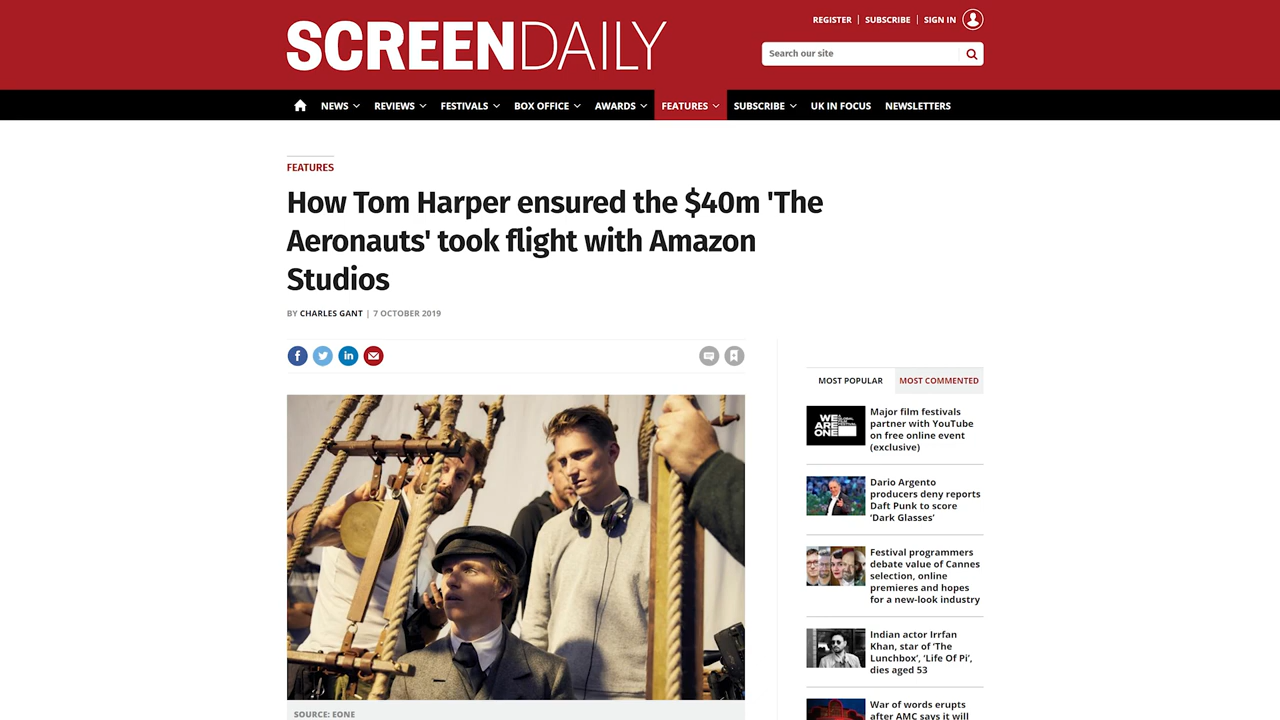 SCREENDAILY
REGISTER | SUBSCRIBE | SIGN IN
Search our site
NEWS REVIEWS FESTIVALS BOX OFFICE AWARDS FEATURES SUBSCRIBE UK IN FOCUS NEWSLETTERS
FEATURES
How Tom Harper ensured the $40m 'The
Aeronauts' took flight with Amazon
Studios
BY CHARLES GANT | 7 OCTOBER 2019
SOURCE: EONE
MOST POPULAR MOST COMMENTED
WE
ARE
ONE
Major film festivals
partner with YouTube
on free online event
(exclusive)
Dario Argento
producers deny reports
Daft Punk to score
‘Dark Glasses’
Festival programmers
debate value of Cannes
selection, online
premieres and hopes
for a new-look industry
Indian actor Irrfan
Khan, star of ‘The
Lunchbox’, ‘Life Of Pi’,
dies aged 53
War of words erupts
after AMC says it will